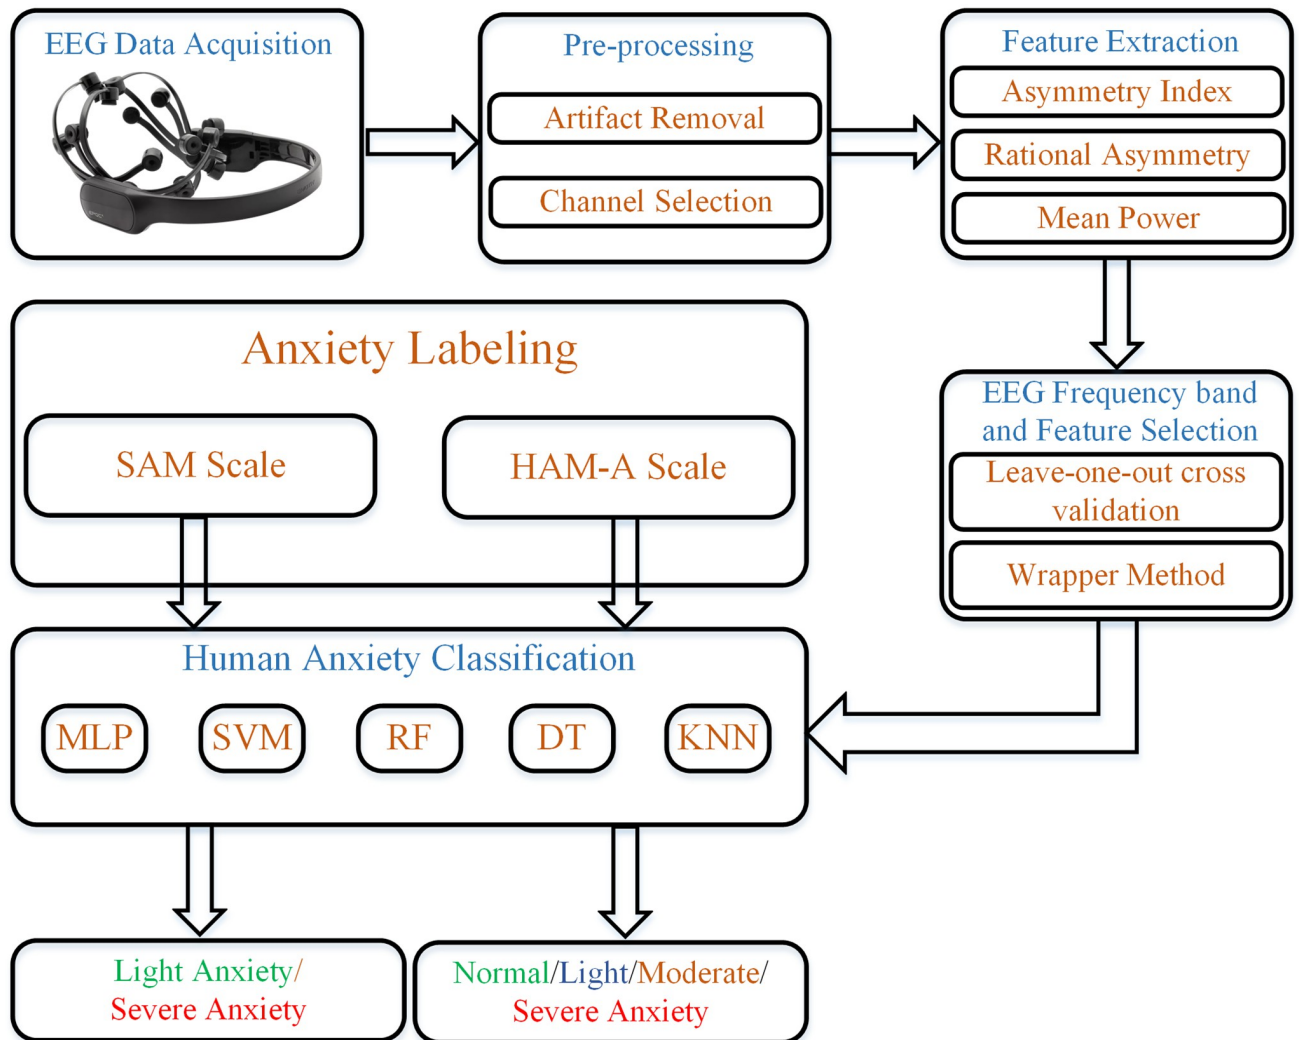 EEG Data Acquisition
Pre-processing
Artifact Removal
Channel Selection
Feature Extraction
Asymmetry Index
Rational Asymmetry
Mean Power
EEG Frequency band
and Feature Selection
Leave-one-out cross
validation
Wrapper Method
Anxiety Labeling
SAM Scale
HAM-A Scale
Human Anxiety Classification
MLP
SVM
RF
DT
KNN
Light Anxiety/
Severe Anxiety
Normal/Light/Moderate/
Severe Anxiety